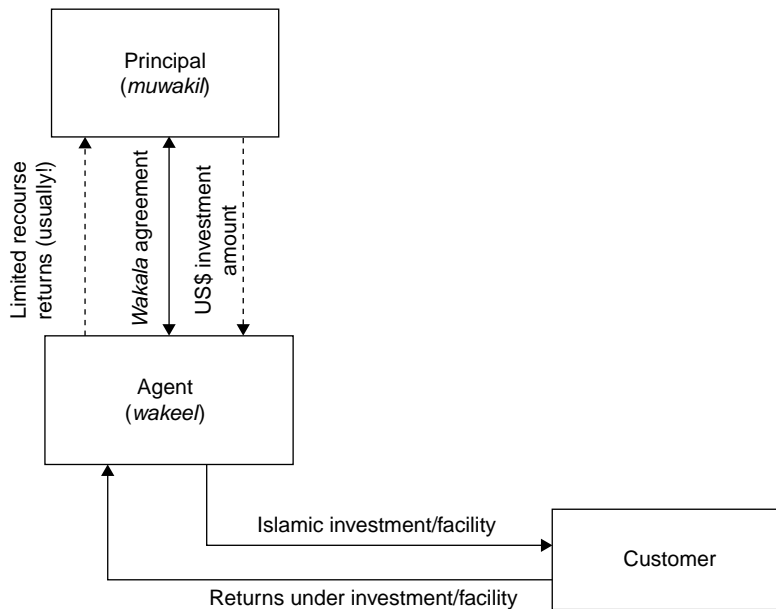 Principal
(muwakil)
Limited recourse
returns (usually!)
Wakala agreement
US$ investment
amount
Agent
(wakeel)
Islamic investment/facility
Customer
Returns under investment/facility